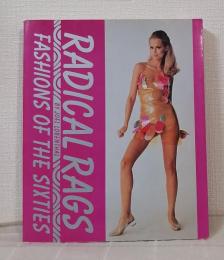 RADICAL RAGS
FASHIONS OF THE SIXTIES